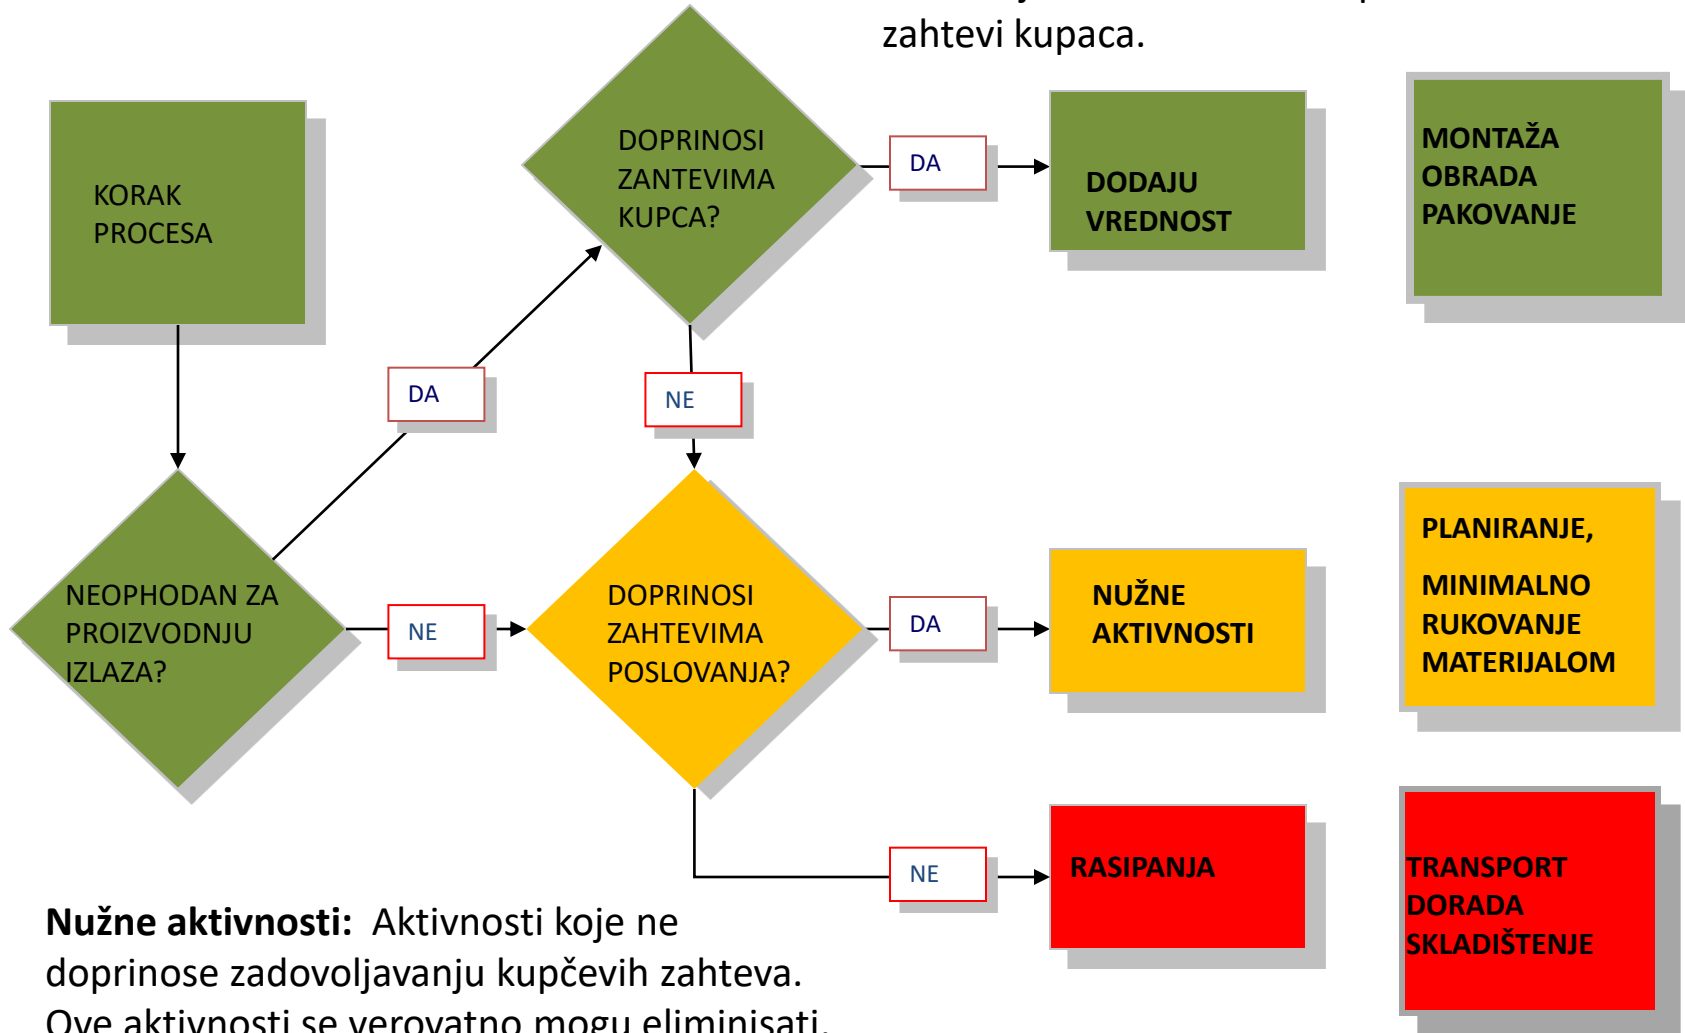 zahtevi kupaca.
KORAK
PROCESA
DOPRINOSI
ZANTEVIMA
KUPCA?
DA
DODAJU
VREDNOST
MONTAŽA
OBRADA
PAKOVANJE
DA
NE
NEOPHODAN ZA
PROIZVODNJU
IZLAZA?
NE
DOPRINOSI
ZAHTEVIMA
POSLOVANJA?
DA
NUŽNE
AKTIVNOSTI
PLANIRANJE,
MINIMALNO
RUKOVANJE
MATERIJALOM
NE
RASIPANJA
TRANSPORT
DORADA
SKLADIŠTENJE
Nužne aktivnosti: Aktivnosti koje ne
doprinose zadovoljavanju kupčevih zahteva.
Ove aktivnosti se verovatno mogu eliminisati.